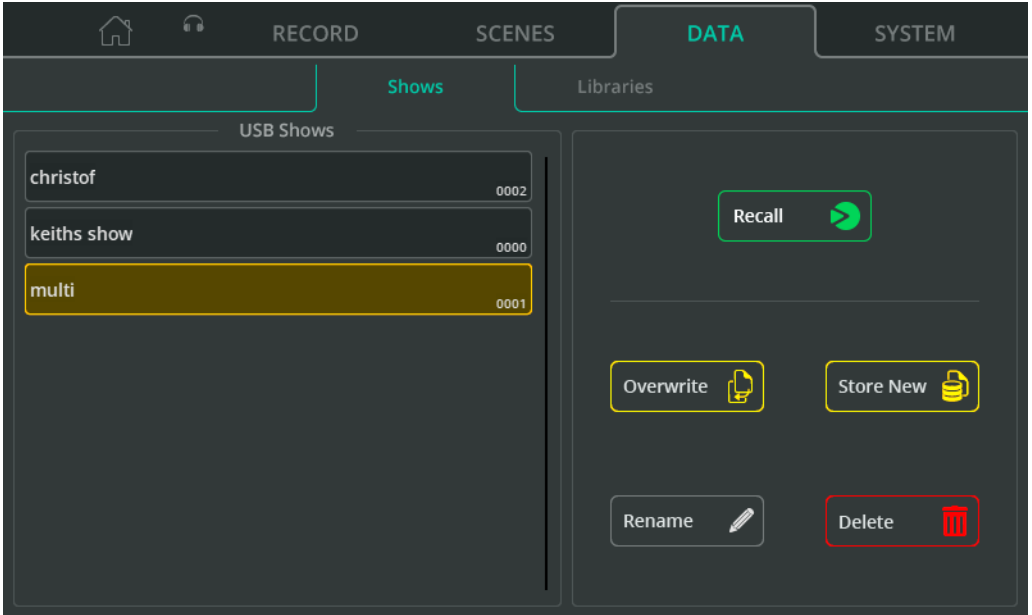 RECORD SCENES DATA SYSTEM
Shows Libraries
USB Shows
christof
0002
keiths show
0000
multi
0001
Recall
Overwrite Store New
Rename Delete